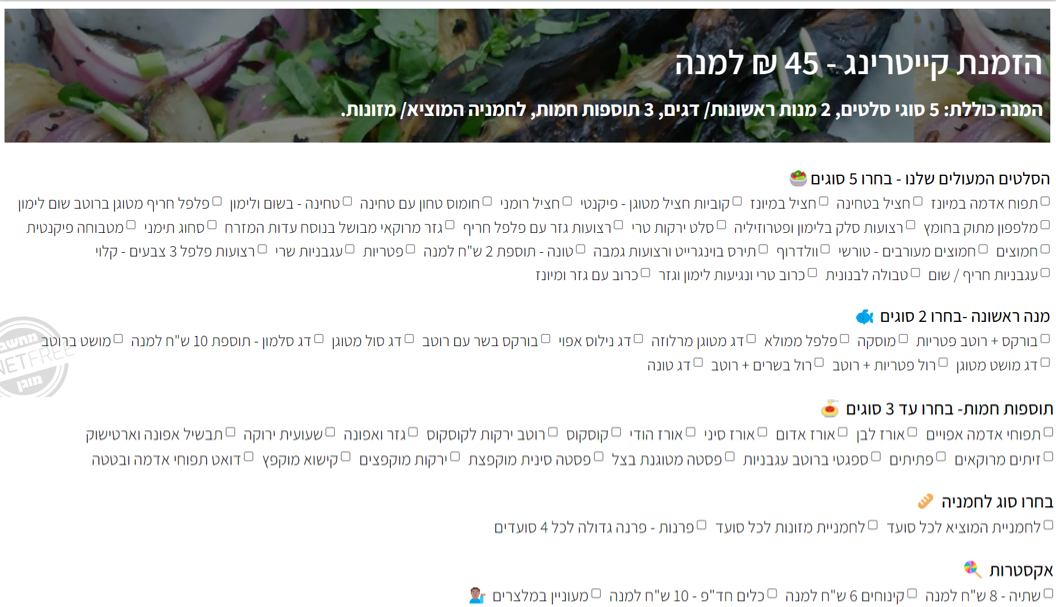 הזמנת קייטרינג - 45 ₪ למנה
המנה כוללת: 5 סוגי סלטים, 2 מנות ראשונות/ דגים, 3 תוספות חמות, לחמניה המוציא/ מזונות.
הסלטים המעולים שלנו - בחרו 5 סוגים
תפוח אדמה במיונז חציל בטחינה חציל במיונז קוביות חציל מטוגן - פיקנטי חציל רומני חומוס טחון עם טחינה טחינה - בשום ולימון פלפל חריף מטוגן ברוטב שום לימון
מלפפון מתוק בחומץ רצועות סלק בלימון ופטרוזיליה סלט ירקות טרי רצועות גזר עם פלפל חריף גזר מרוקאי מבושל בנוסח עדות המזרח סחוג תימני מטבוחה פיקנטית
חמוצים חמוצים מעורבים - טורשי וולדרוף תירס בוינגרייט ורצועות גמבה טונה - תוספת 2 ש"ח למנה פטריות עגבניות שרי רצועות פלפל 3 צבעים - קלוי
עגבניות חריף / שום טבולה לבנונית כרוב טרי ונגיעות לימון וגזר כרוב עם גזר ומיונז
מנה ראשונה -בחרו 2 סוגים
בורקס + רוטב פטריות מוסקה פלפל ממולא דג מטוגן מרלוזה דג נילוס אפוי בורקס בשר עם רוטב דג סול מטוגן דג סלמון - תוספת 10 ש"ח למנה מושט ברוטב
דג מושט מטוגן רול פטריות + רוטב רול בשרים + רוטב דג טונה
תוספות חמות- בחרו עד 3 סוגים
תפוחי אדמה אפויים אורז לבן אורז אדום אורז סיני אורז הודי קוסקוס רוטב ירקות לקוסקוס שעועית ירוקה גזר ואפונה תבשיל אפונה וארטישוק
זיתים מרוקאים פתיתים ספגטי ברוטב עגבניות פסטה מטוגנת בצל פסטה סינית מוקפצת ירקות מוקפצים קישוא מוקפץ דואט תפוחי אדמה ובטטה
בחרו סוג לחמניה
לחמניית המוציא לכל סועד לחמניית מזונות לכל סועד פרנות - פרנה גדולה לכל 4 סועדים
אקסטרות
שתיה - 8 ש"ח למנה קינוחים 6 ש"ח למנה כלים חד"פ - 10 ש"ח למנה מעוניין במלצרים
NETFREE
מוגן